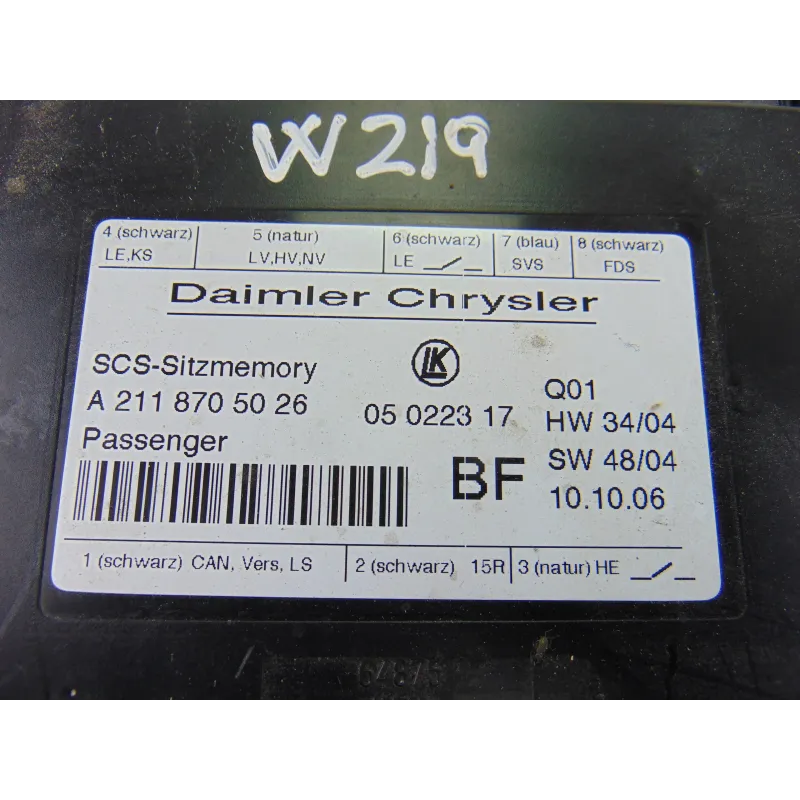 W219
4 (schwarz) 5 (natur) 6 (schwarz) 7 (blau) 8 (schwarz)
LE,KS LV,HV,NV LE SVS FDS
Daimler Chrysler
LK
SCS-Sitzmemory
A 211 870 50 26 05 0223 17
Q01
HW 34/04
Passenger
BF
SW 48/04
10.10.06
1 (schwarz) CAN, Vers, LS 2 (schwarz) 15R 3 (natur) HE